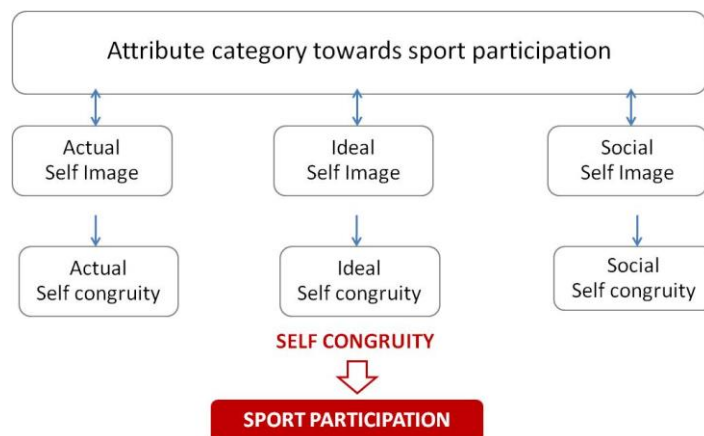 Attribute category towards sport participation
Actual
Self Image
Ideal
Self Image
Social
Self Image
Actual
Self congruity
Ideal
Self congruity
Social
Self congruity
SELF CONGRUITY
SPORT PARTICIPATION